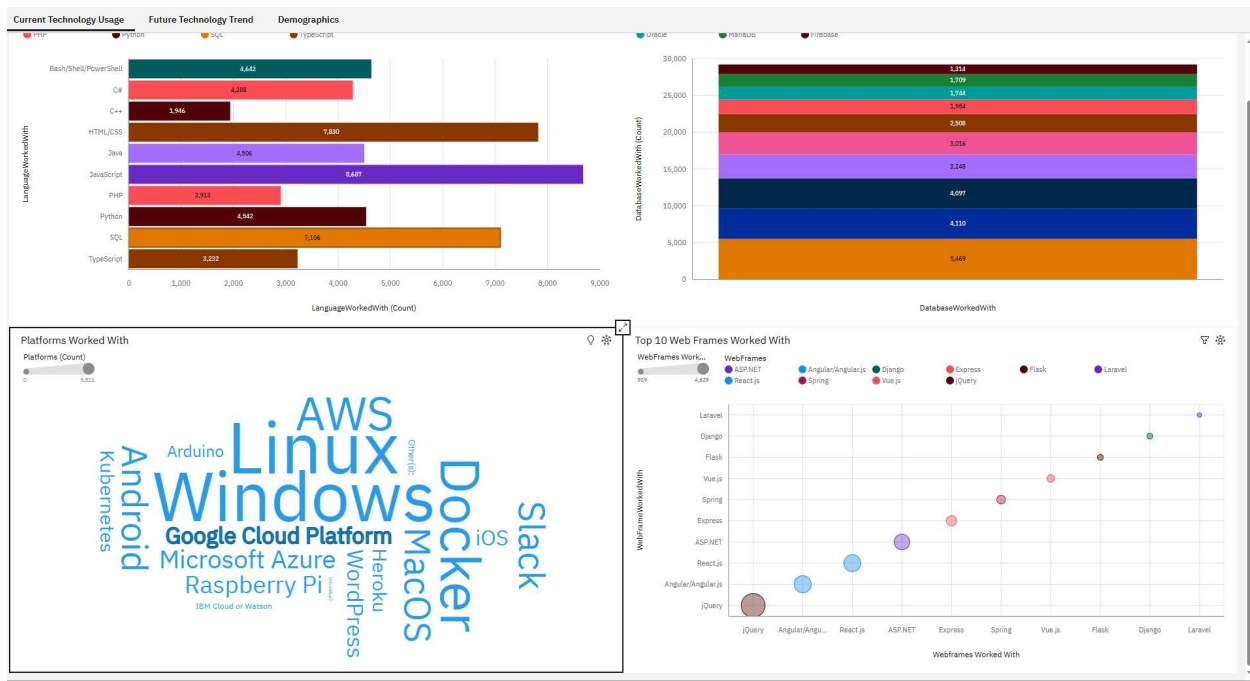 Current Technology Usage Future Technology Trend Demographics
PHP Python SQL TypeScript
Bash/Shell/PowerShell 4,642
C# 4,288
C++ 1,946
HTML/CSS 7,830
Java 4,506
JavaScript 8,687
PHP 2,913
Python 4,542
SQL 7,106
TypeScript 3,232
LanguageWorkedWith
0 1,000 2,000 3,000 4,000 5,000 6,000 7,000 8,000 9,000
LanguageWorkedWith (Count)
Oracle MariaDB Firebase
30,000
25,000
20,000
15,000
10,000
5,000
0
DatabaseWorkedWith (Count)
1,314
1,709
1,744
1,954
2,508
3,016
3,248
4,097
4,110
5,469
DatabaseWorkedWith
Platforms Worked With
Platforms (Count)
0 5,811
AWS
Linux
Arduino
Other(s):
Kubernetes
Android
Windows
Docker
Slack
Google Cloud Platform
iOS
Microsoft Azure
MacOS
Heroku
WordPress
Raspberry Pi
IBM Cloud or Watson
Top 10 Web Frames Worked With
WebFrames Work...
939 4,629
WebFrames
ASP.NET Angular/Angular.js Django Express Flask Laravel
React.js Spring Vue.js jQuery
WebFrameWorkedWith
Laravel
Django
Flask
Vue.js
Spring
Express
ASP.NET
React.js
Angular/Angular.js
jQuery
jQuery Angular/Angu... React.js ASP.NET Express Spring Vue.js Flask Django Laravel
Webframes Worked With